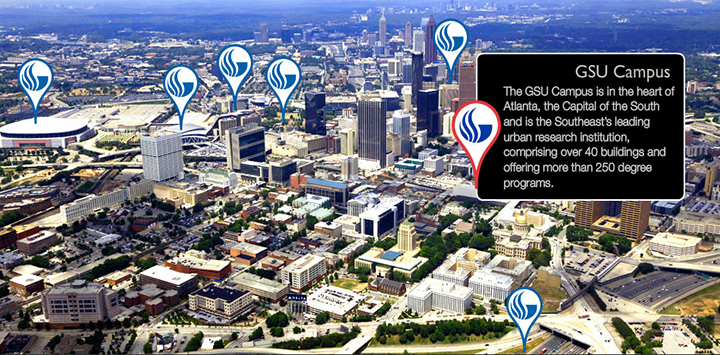 GSU Campus
The GSU Campus is in the heart of
Atlanta, the Capital of the South
and is the Southeast's leading
urban research institution,
comprising over 40 buildings and
offering more than 250 degree
programs.